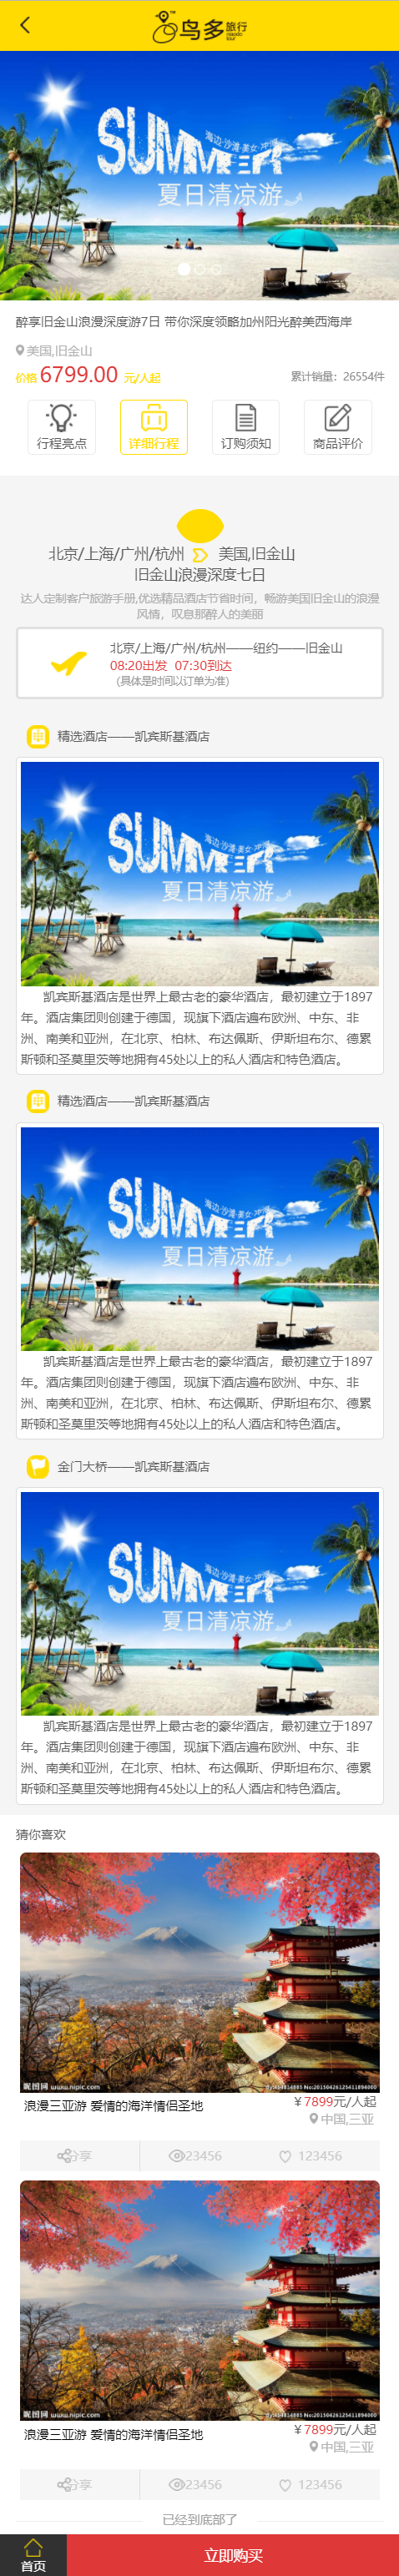 鸟多旅行
niaodo
tour
SUMMER
海边·沙滩·美女·冲浪
夏日清凉游
醉享旧金山浪漫深度游7日 带你深度领略加州阳光醉美西海岸
美国,旧金山
价格 6799.00 元/人起
累计销量：26554件
行程亮点
详细行程
订购须知
商品评价
北京/上海/广州/杭州 美国,旧金山
旧金山浪漫深度七日
达人定制客户旅游手册,优选精品酒店节省时间，畅游美国旧金山的浪漫
风情，叹息那醉人的美丽
北京/上海/广州/杭州——纽约——旧金山
08:20出发 07:30到达
（具体是时间以订单为准）
精选酒店——凯宾斯基酒店
SUMMER
海边·沙滩·美女·冲浪
夏日清凉游
凯宾斯基酒店是世界上最古老的豪华酒店，最初建立于1897
年。酒店集团则创建于德国，现旗下酒店遍布欧洲、中东、非
洲、南美和亚洲，在北京、柏林、布达佩斯、伊斯坦布尔、德累
斯顿和圣莫里茨等地拥有45处以上的私人酒店和特色酒店。
精选酒店——凯宾斯基酒店
SUMMER
海边·沙滩·美女·冲浪
夏日清凉游
凯宾斯基酒店是世界上最古老的豪华酒店，最初建立于1897
年。酒店集团则创建于德国，现旗下酒店遍布欧洲、中东、非
洲、南美和亚洲，在北京、柏林、布达佩斯、伊斯坦布尔、德累
斯顿和圣莫里茨等地拥有45处以上的私人酒店和特色酒店。
金门大桥——凯宾斯基酒店
SUMMER
海边·沙滩·美女·冲浪
夏日清凉游
凯宾斯基酒店是世界上最古老的豪华酒店，最初建立于1897
年。酒店集团则创建于德国，现旗下酒店遍布欧洲、中东、非
洲、南美和亚洲，在北京、柏林、布达佩斯、伊斯坦布尔、德累
斯顿和圣莫里茨等地拥有45处以上的私人酒店和特色酒店。
猜你喜欢
昵图网 www.nipic.com
浪漫三亚游 爱情的海洋情侣圣地
￥7899元/人起
中国,三亚
分享
23456
123456
昵图网 www.nipic.com
浪漫三亚游 爱情的海洋情侣圣地
￥7899元/人起
中国,三亚
分享
23456
123456
已经到底部了
首页
立即购买